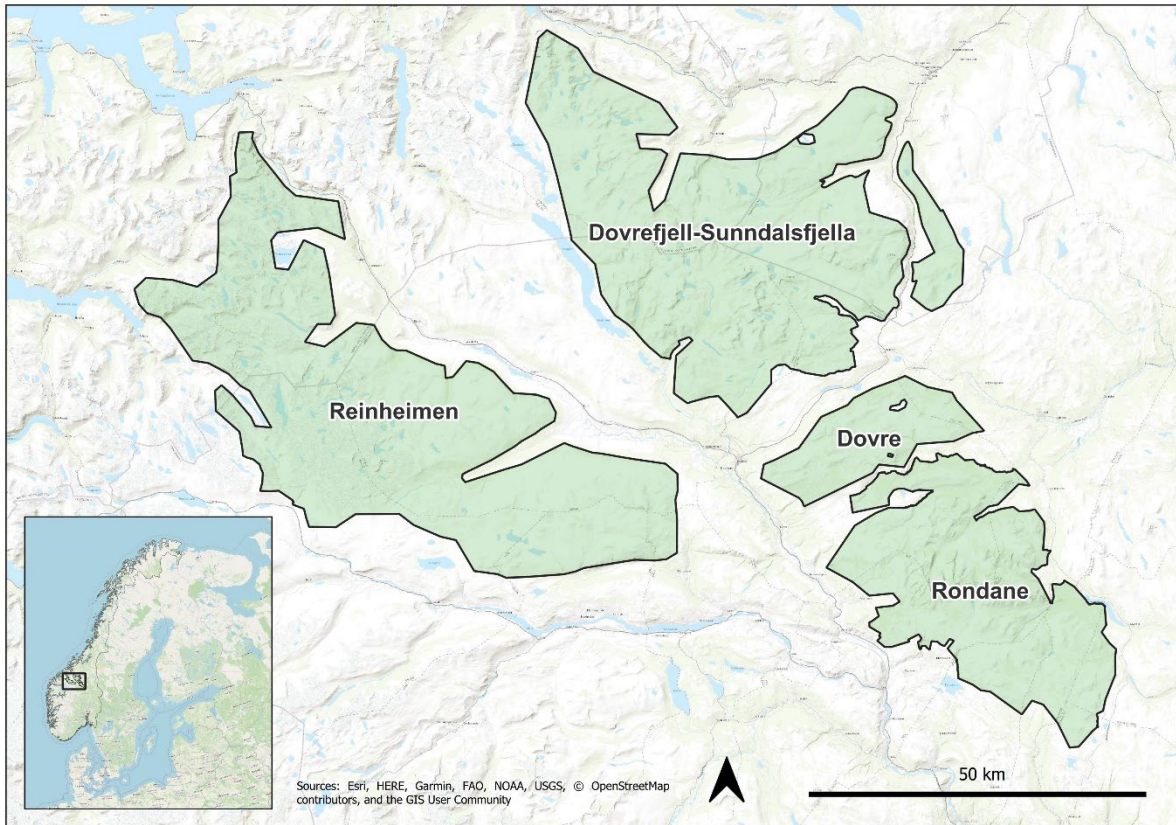 Dovrefjell-Sunndalsfjella
Reinheimen
Dovre
Rondane
50 km
Sources: Esri, HERE, Garmin, FAO, NOAA, USGS, © OpenStreetMap
contributors, and the GIS User Community